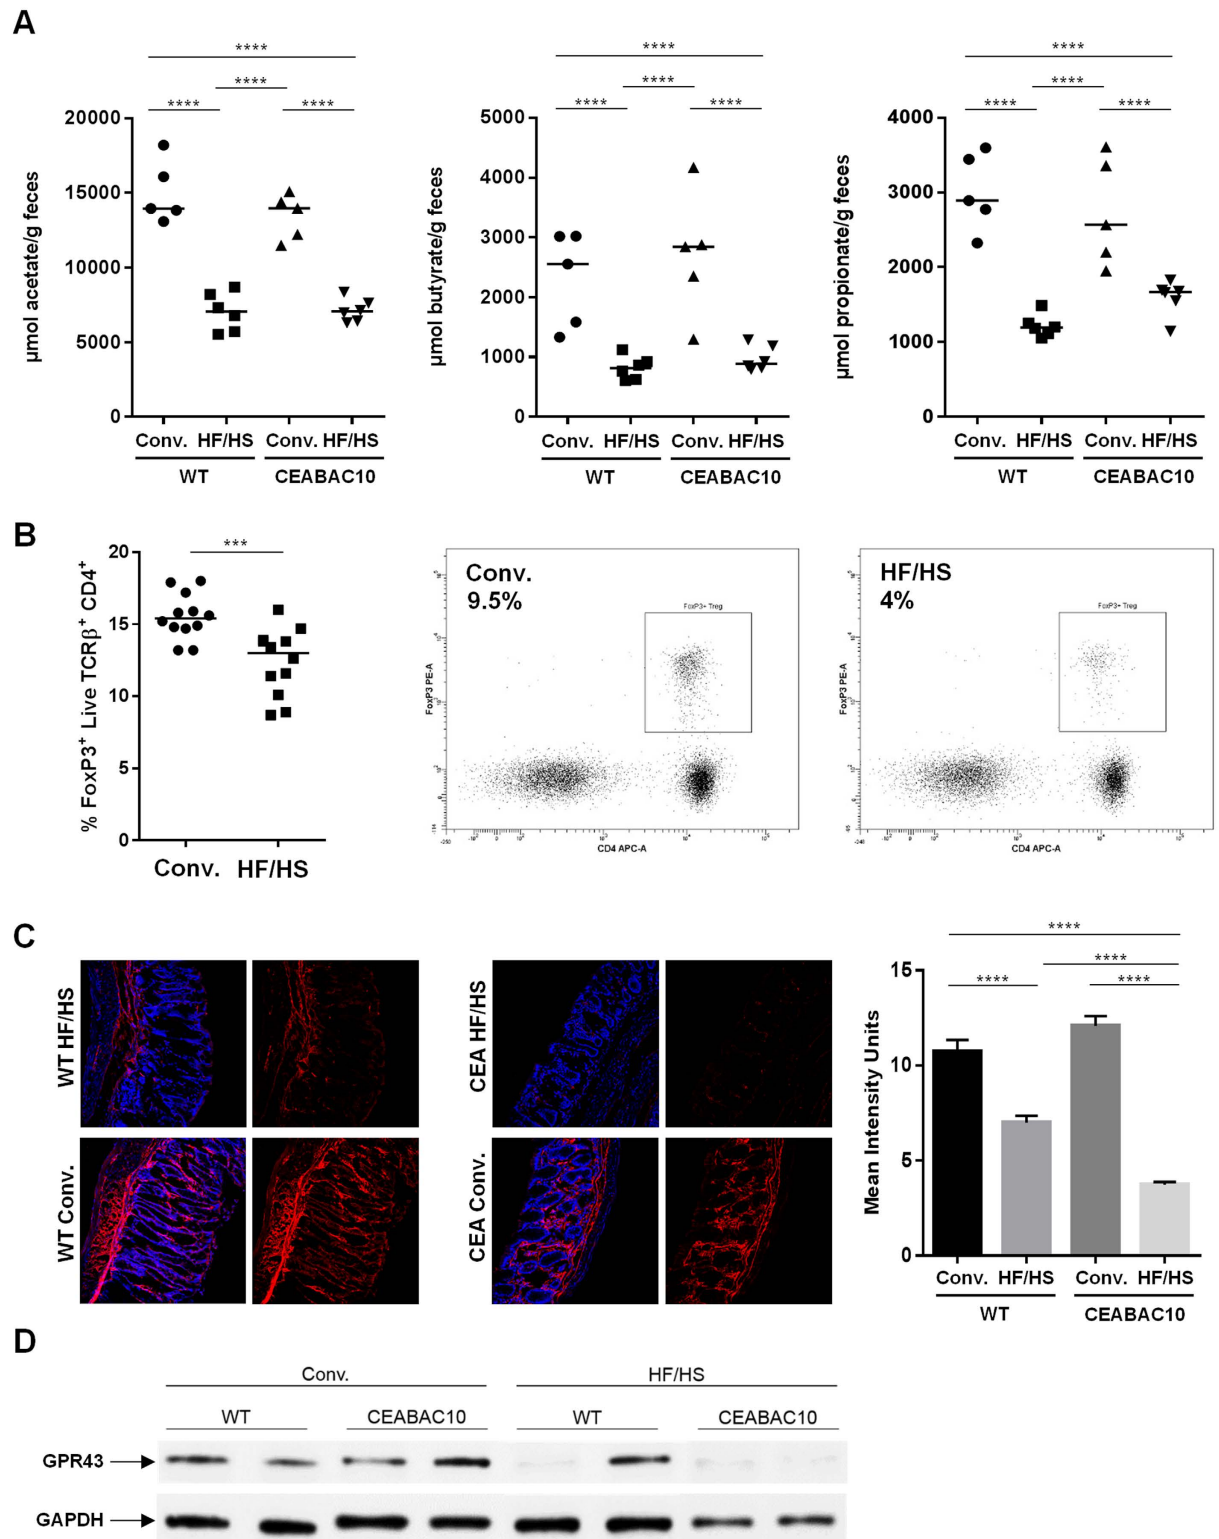 A
**** **** ****
**** **** ****
**** **** **** **** **** ****
µmol acetate/g feces
20000
15000
10000
5000
0
Conv. HF/HS Conv. HF/HS
WT CEABAC10
µmol butyrate/g feces
5000
4000
3000
2000
1000
0
Conv. HF/HS Conv. HF/HS
WT CEABAC10
µmol propionate/g feces
4000
3000
2000
1000
0
Conv. HF/HS Conv. HF/HS
WT CEABAC10
B
***
% FoxP3+ Live TCRβ+ CD4+
20
15
10
5
0
Conv. HF/HS
Conv.
9.5%
FoxP3+ Treg
FoxP3 PE-A
CD4 APC-A
HF/HS
4%
FoxP3+ Treg
FoxP3 PE-A
CD4 APC-A
C
WT HF/HS
WT Conv.
CEA HF/HS
CEA Conv.
****
****
**** ****
Mean Intensity Units
15
10
5
0
Conv. HF/HS Conv. HF/HS
WT CEABAC10
D
Conv. HF/HS
WT CEABAC10 WT CEABAC10
GPR43
GAPDH